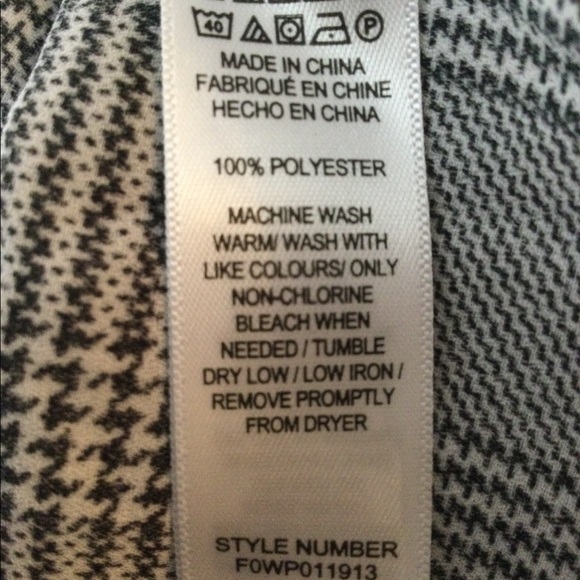 40 P
MADE IN CHINA
FABRIQUÉ EN CHINE
HECHO EN CHINA
100% POLYESTER
MACHINE WASH
WARM/ WASH WITH
LIKE COLOURS/ ONLY
NON-CHLORINE
BLEACH WHEN
NEEDED / TUMBLE
DRY LOW / LOW IRON /
REMOVE PROMPTLY
FROM DRYER
STYLE NUMBER
F0WP011913